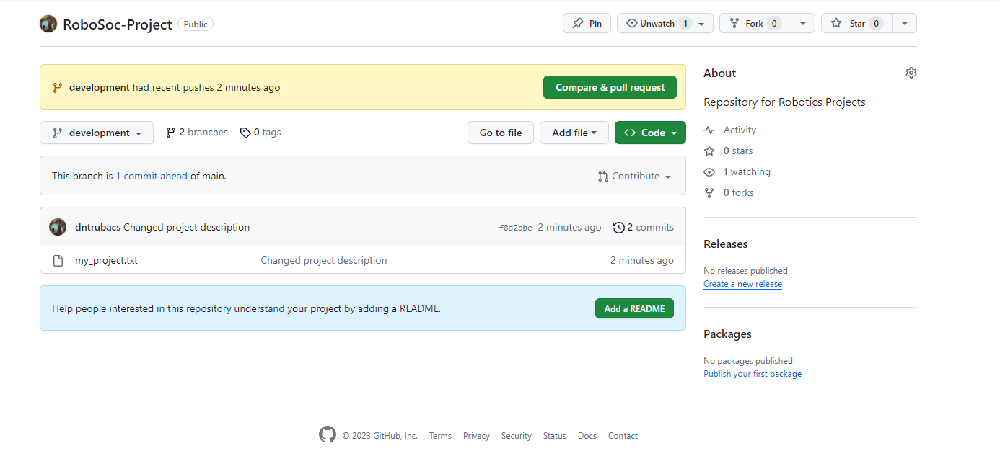 RoboSoc-Project Public Pin Unwatch 1 Fork 0 Star 0
development had recent pushes 2 minutes ago Compare & pull request
development 2 branches 0 tags Go to file Add file Code
This branch is 1 commit ahead of main. Contribute
dntrubacs Changed project description f8d2bbe 2 minutes ago 2 commits
my_project.txt Changed project description 2 minutes ago
Help people interested in this repository understand your project by adding a README. Add a README
About
Repository for Robotics Projects
Activity
0 stars
1 watching
0 forks
Releases
No releases published
Create a new release
Packages
No packages published
Publish your first package
© 2023 GitHub, Inc. Terms Privacy Security Status Docs Contact